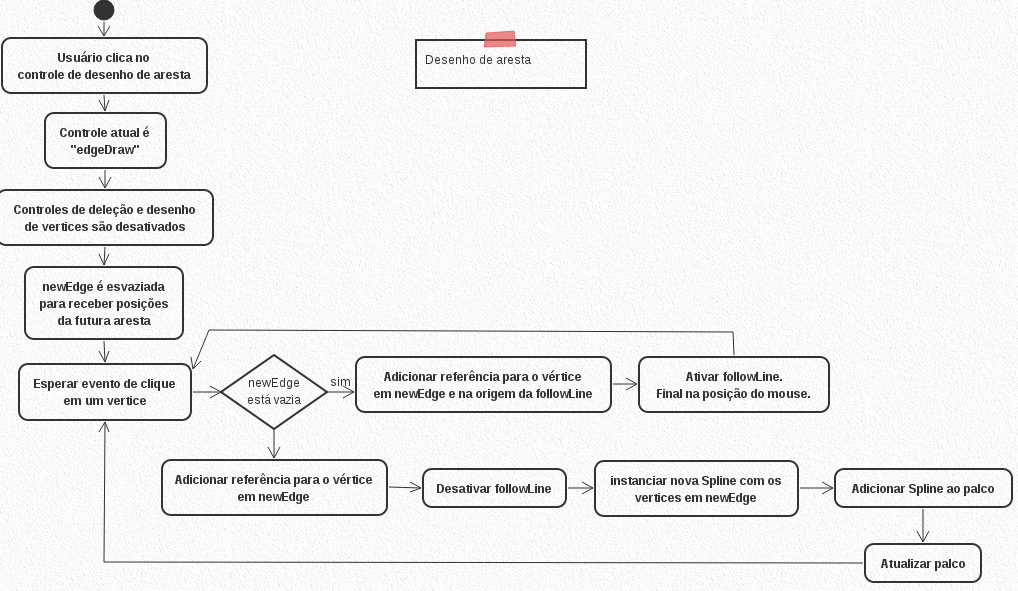 Usuário clica no
controle de desenho de aresta
Desenho de aresta
Controle atual é
"edgeDraw"
Controles de deleção e desenho
de vertices são desativados
newEdge é esvaziada
para receber posições
da futura aresta
Esperar evento de clique
em um vertice
newEdge
está vazia
sim
Adicionar referência para o vértice
em newEdge e na origem da followLine
Ativar followLine.
Final na posição do mouse.
Adicionar referência para o vértice
em newEdge
Desativar followLine
instanciar nova Spline com os
vertices em newEdge
Adicionar Spline ao palco
Atualizar palco